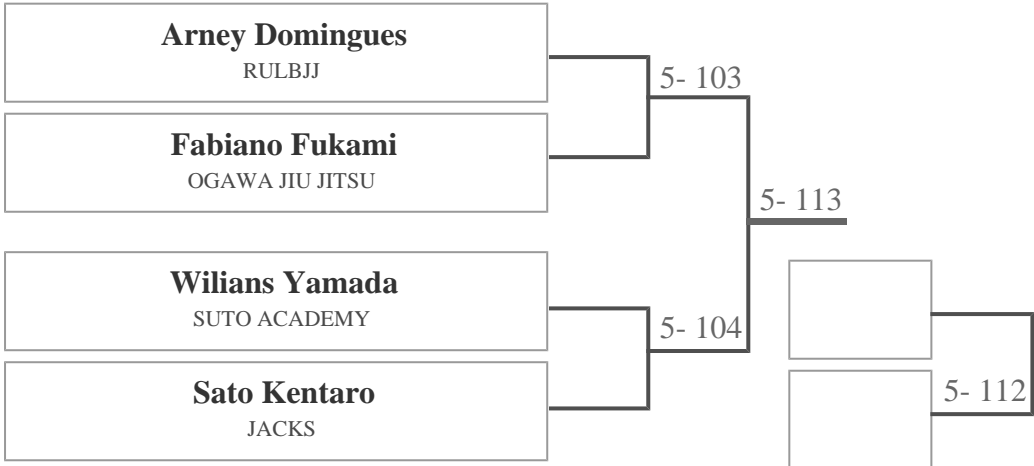 Arney Domingues
RULBJJ
5- 103
Fabiano Fukami
OGAWA JIU JITSU
5- 113
Wilians Yamada
SUTO ACADEMY
5- 104
Sato Kentaro
JACKS
5- 112